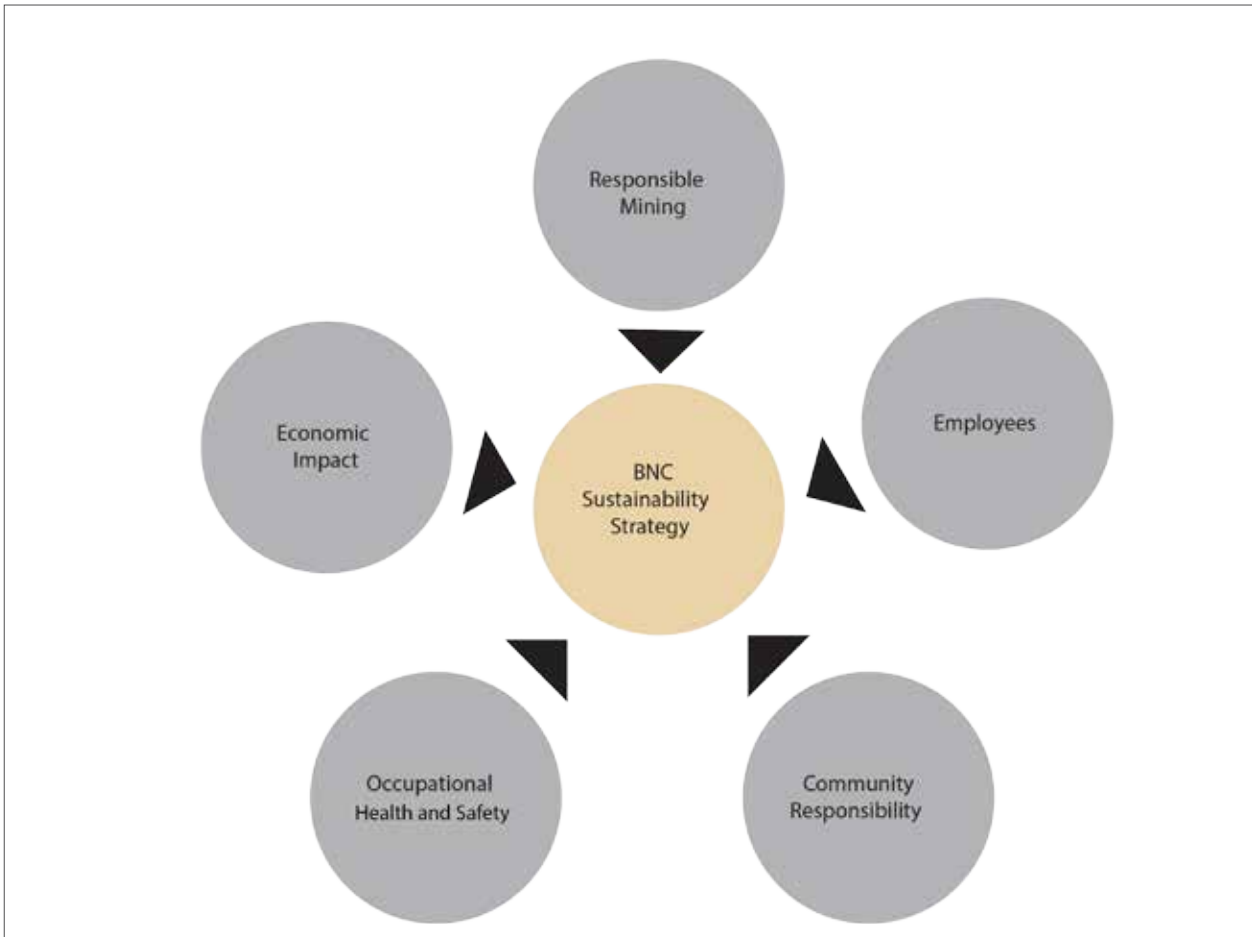 Responsible
Mining
Employees
Economic
Impact
BNC
Sustainability
Strategy
Occupational
Health and Safety
Community
Responsibility